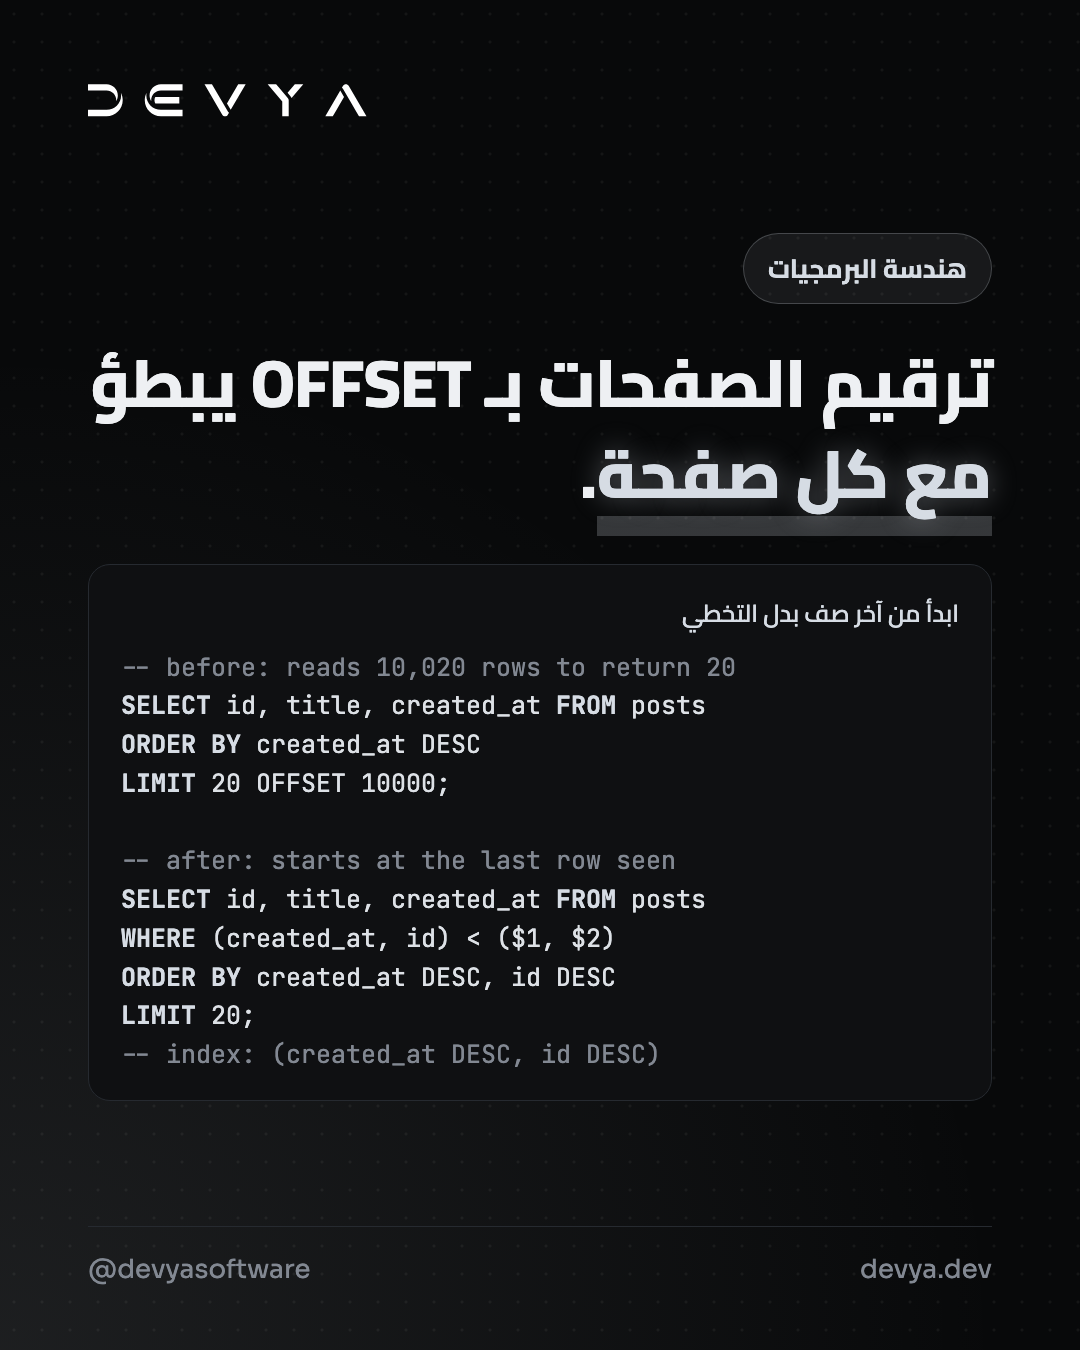 DEVYA
هندسة البرمجيات
ترقيم الصفحات بـ OFFSET يبطؤ
مع كل صفحة.
ابدأ من آخر صف بدل التخطي
-- before: reads 10,020 rows to return 20
SELECT id, title, created_at FROM posts
ORDER BY created_at DESC
LIMIT 20 OFFSET 10000;
-- after: starts at the last row seen
SELECT id, title, created_at FROM posts
WHERE (created_at, id) < ($1, $2)
ORDER BY created_at DESC, id DESC
LIMIT 20;
-- index: (created_at DESC, id DESC)
@devyasoftware
devya.dev